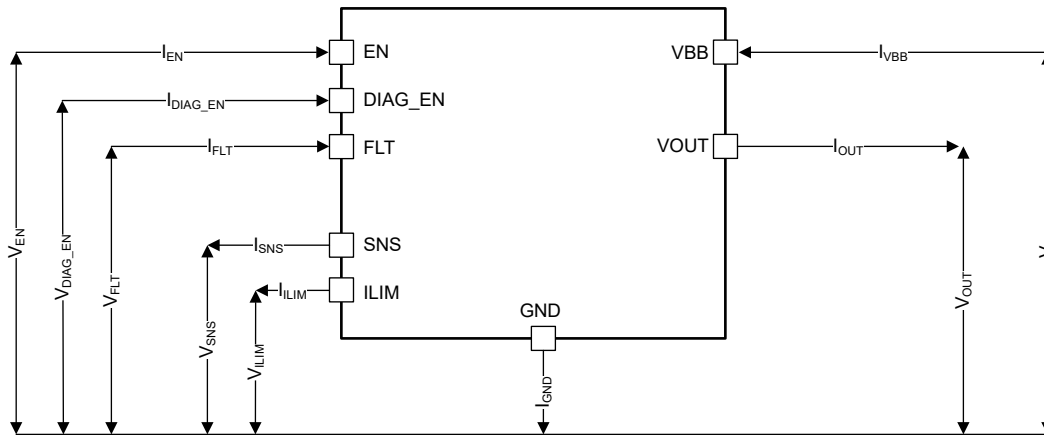 I_EN EN VBB I_VBB
I_DIAG_EN DIAG_EN
I_FLT FLT VOUT I_OUT
V_EN
V_DIAG_EN
V_FLT
I_SNS SNS
V_SNS
I_ILIM ILIM
V_ILIM
GND
I_GND
V_OUT